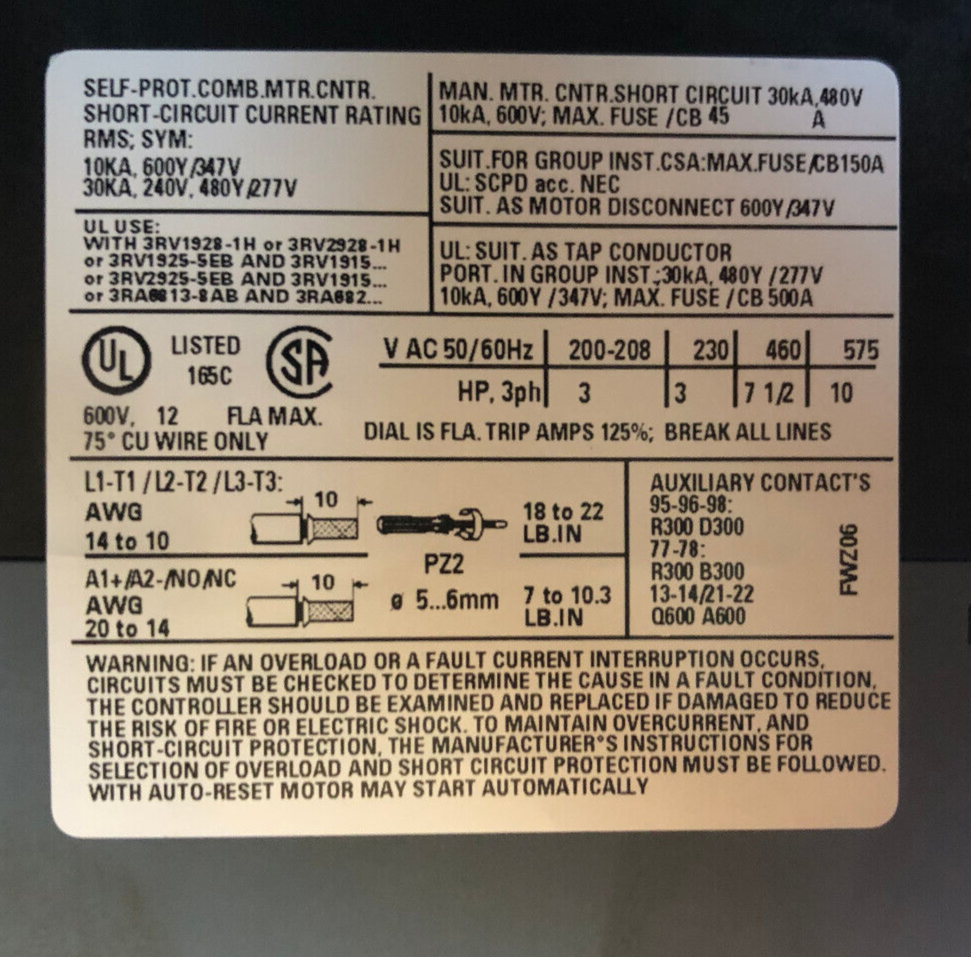 SELF-PROT.COMB.MTR.CNTR.
SHORT-CIRCUIT CURRENT RATING
RMS; SYM:
10KA, 600Y/347V
30KA, 240V, 480Y/277V
MAN. MTR. CNTR.SHORT CIRCUIT 30kA,480V
10kA, 600V; MAX. FUSE /CB 45 A
SUIT.FOR GROUP INST.CSA:MAX.FUSE/CB150A
UL: SCPD acc. NEC
SUIT. AS MOTOR DISCONNECT 600Y/347V
UL USE:
WITH 3RV1928-1H or 3RV2928-1H
or 3RV1925-5EB AND 3RV1915...
or 3RV2925-5EB AND 3RV1915...
or 3RA6813-8AB AND 3RA682...
UL: SUIT. AS TAP CONDUCTOR
PORT. IN GROUP INST.;30kA, 480Y /277V
10kA, 600Y /347V; MAX. FUSE /CB 500A
UL LISTED SA
165C
600V, 12 FLA MAX.
75° CU WIRE ONLY
V AC 50/60Hz 200-208 230 460 575
HP, 3ph 3 3 7 1/2 10
DIAL IS FLA. TRIP AMPS 125%; BREAK ALL LINES
L1-T1 /L2-T2 /L3-T3:
AWG
14 to 10
10
18 to 22
LB.IN
PZ2
A1+/A2-/NO/NC
AWG
20 to 14
10
ø 5...6mm
7 to 10.3
LB.IN
AUXILIARY CONTACT'S
95-96-98:
R300 D300
77-78:
R300 B300
13-14/21-22
Q600 A600
FWZ06
WARNING: IF AN OVERLOAD OR A FAULT CURRENT INTERRUPTION OCCURS,
CIRCUITS MUST BE CHECKED TO DETERMINE THE CAUSE IN A FAULT CONDITION,
THE CONTROLLER SHOULD BE EXAMINED AND REPLACED IF DAMAGED TO REDUCE
THE RISK OF FIRE OR ELECTRIC SHOCK. TO MAINTAIN OVERCURRENT, AND
SHORT-CIRCUIT PROTECTION, THE MANUFACTURER°S INSTRUCTIONS FOR
SELECTION OF OVERLOAD AND SHORT CIRCUIT PROTECTION MUST BE FOLLOWED.
WITH AUTO-RESET MOTOR MAY START AUTOMATICALLY